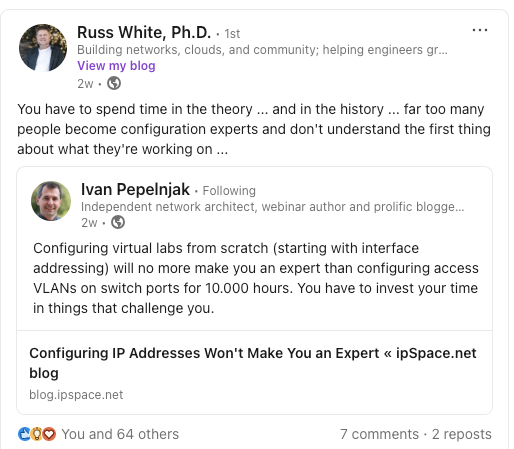 Russ White, Ph.D. • 1st
Building networks, clouds, and community; helping engineers gr...
View my blog
2w •
You have to spend time in the theory ... and in the history ... far too many
people become configuration experts and don't understand the first thing
about what they're working on ...
Ivan Pepelnjak • Following
Independent network architect, webinar author and prolific blogge...
2w •
Configuring virtual labs from scratch (starting with interface
addressing) will no more make you an expert than configuring access
VLANs on switch ports for 10.000 hours. You have to invest your time
in things that challenge you.
Configuring IP Addresses Won't Make You an Expert « ipSpace.net
blog
blog.ipspace.net
You and 64 others
7 comments · 2 reposts